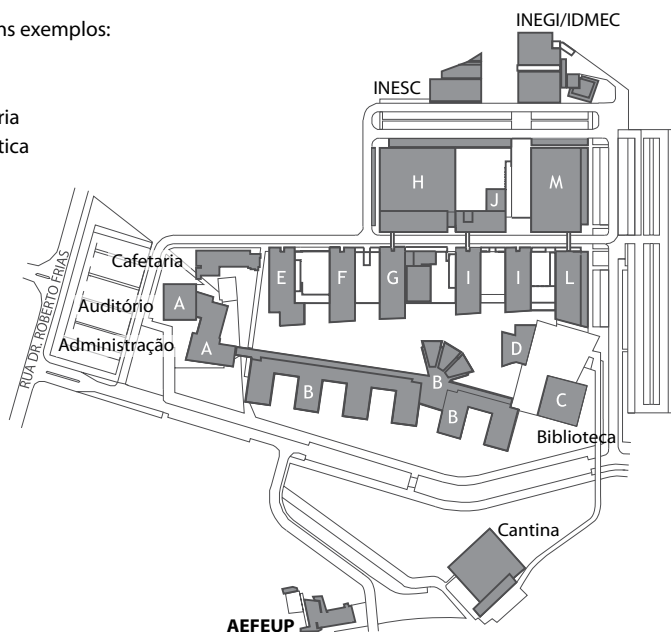 ns exemplos:
ria
tica
INEGI/IDMEC
INESC
H
J
M
Cafetaria
E
F
G
I
I
L
Auditório
A
RUA DR. ROBERTO FRIAS
Administração
A
D
B
B
B
C
Biblioteca
Cantina
AEFEUP